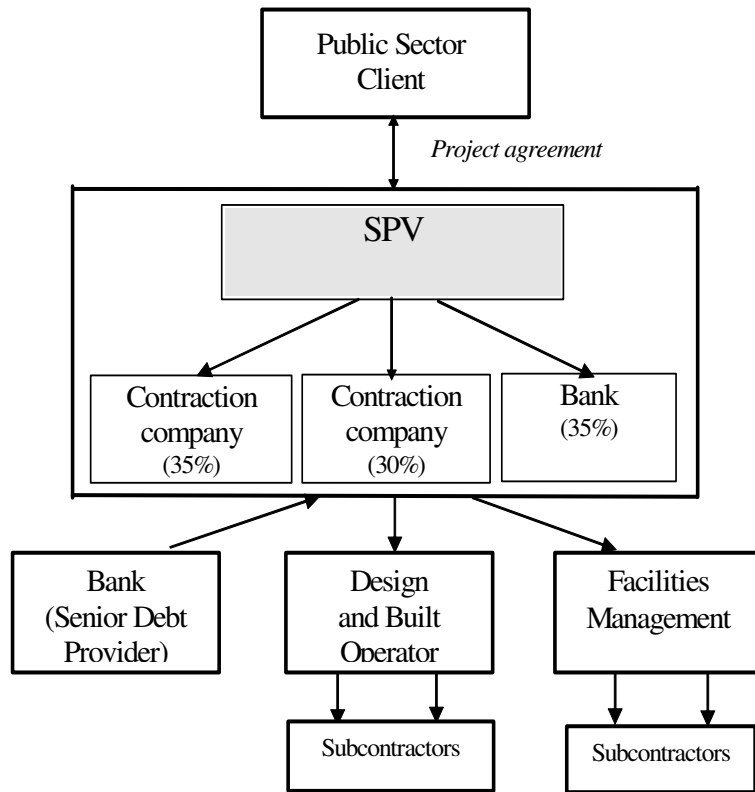 Public Sector
Client
Project agreement
SPV
Contraction
company
(35%)
Contraction
company
(30%)
Bank
(35%)
Bank
(Senior Debt
Provider)
Design
and Built
Operator
Facilities
Management
Subcontractors
Subcontractors